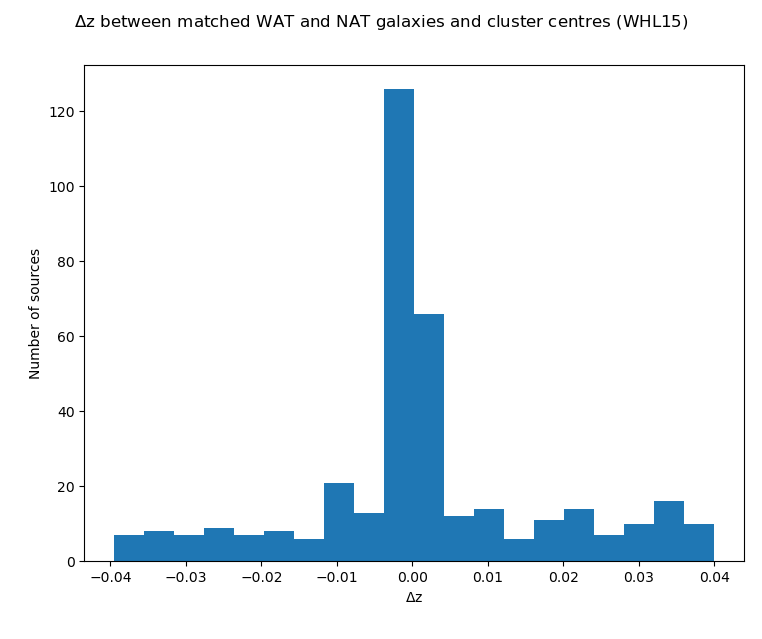 Δz between matched WAT and NAT galaxies and cluster centres (WHL15)
120
100
80
60
40
20
0
Number of sources
−0.04 −0.03 −0.02 −0.01 0.00 0.01 0.02 0.03 0.04
Δz